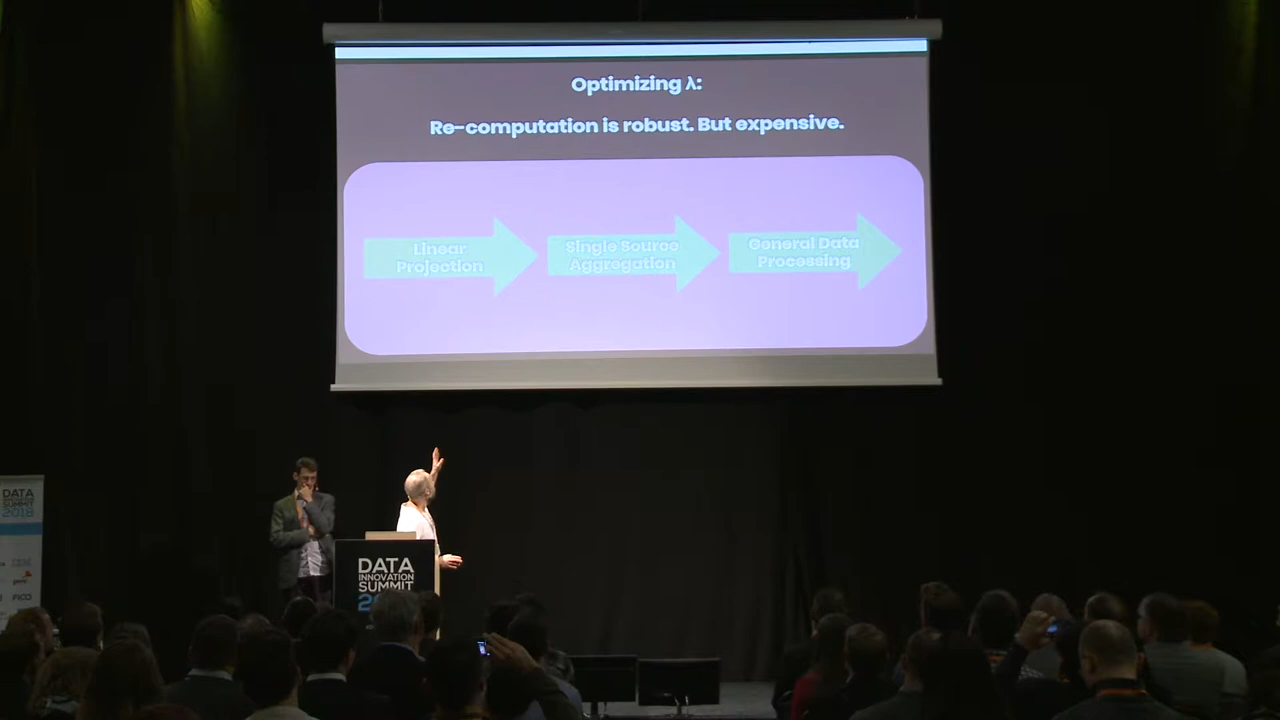 Optimizing λ:
Re-computation is robust. But expensive.
Linear
Projection
Single Source
Aggregation
General Data
Processing
DATA
INNOVATION
SUMMIT
2018
DATA
INNOVATION
SUMMIT